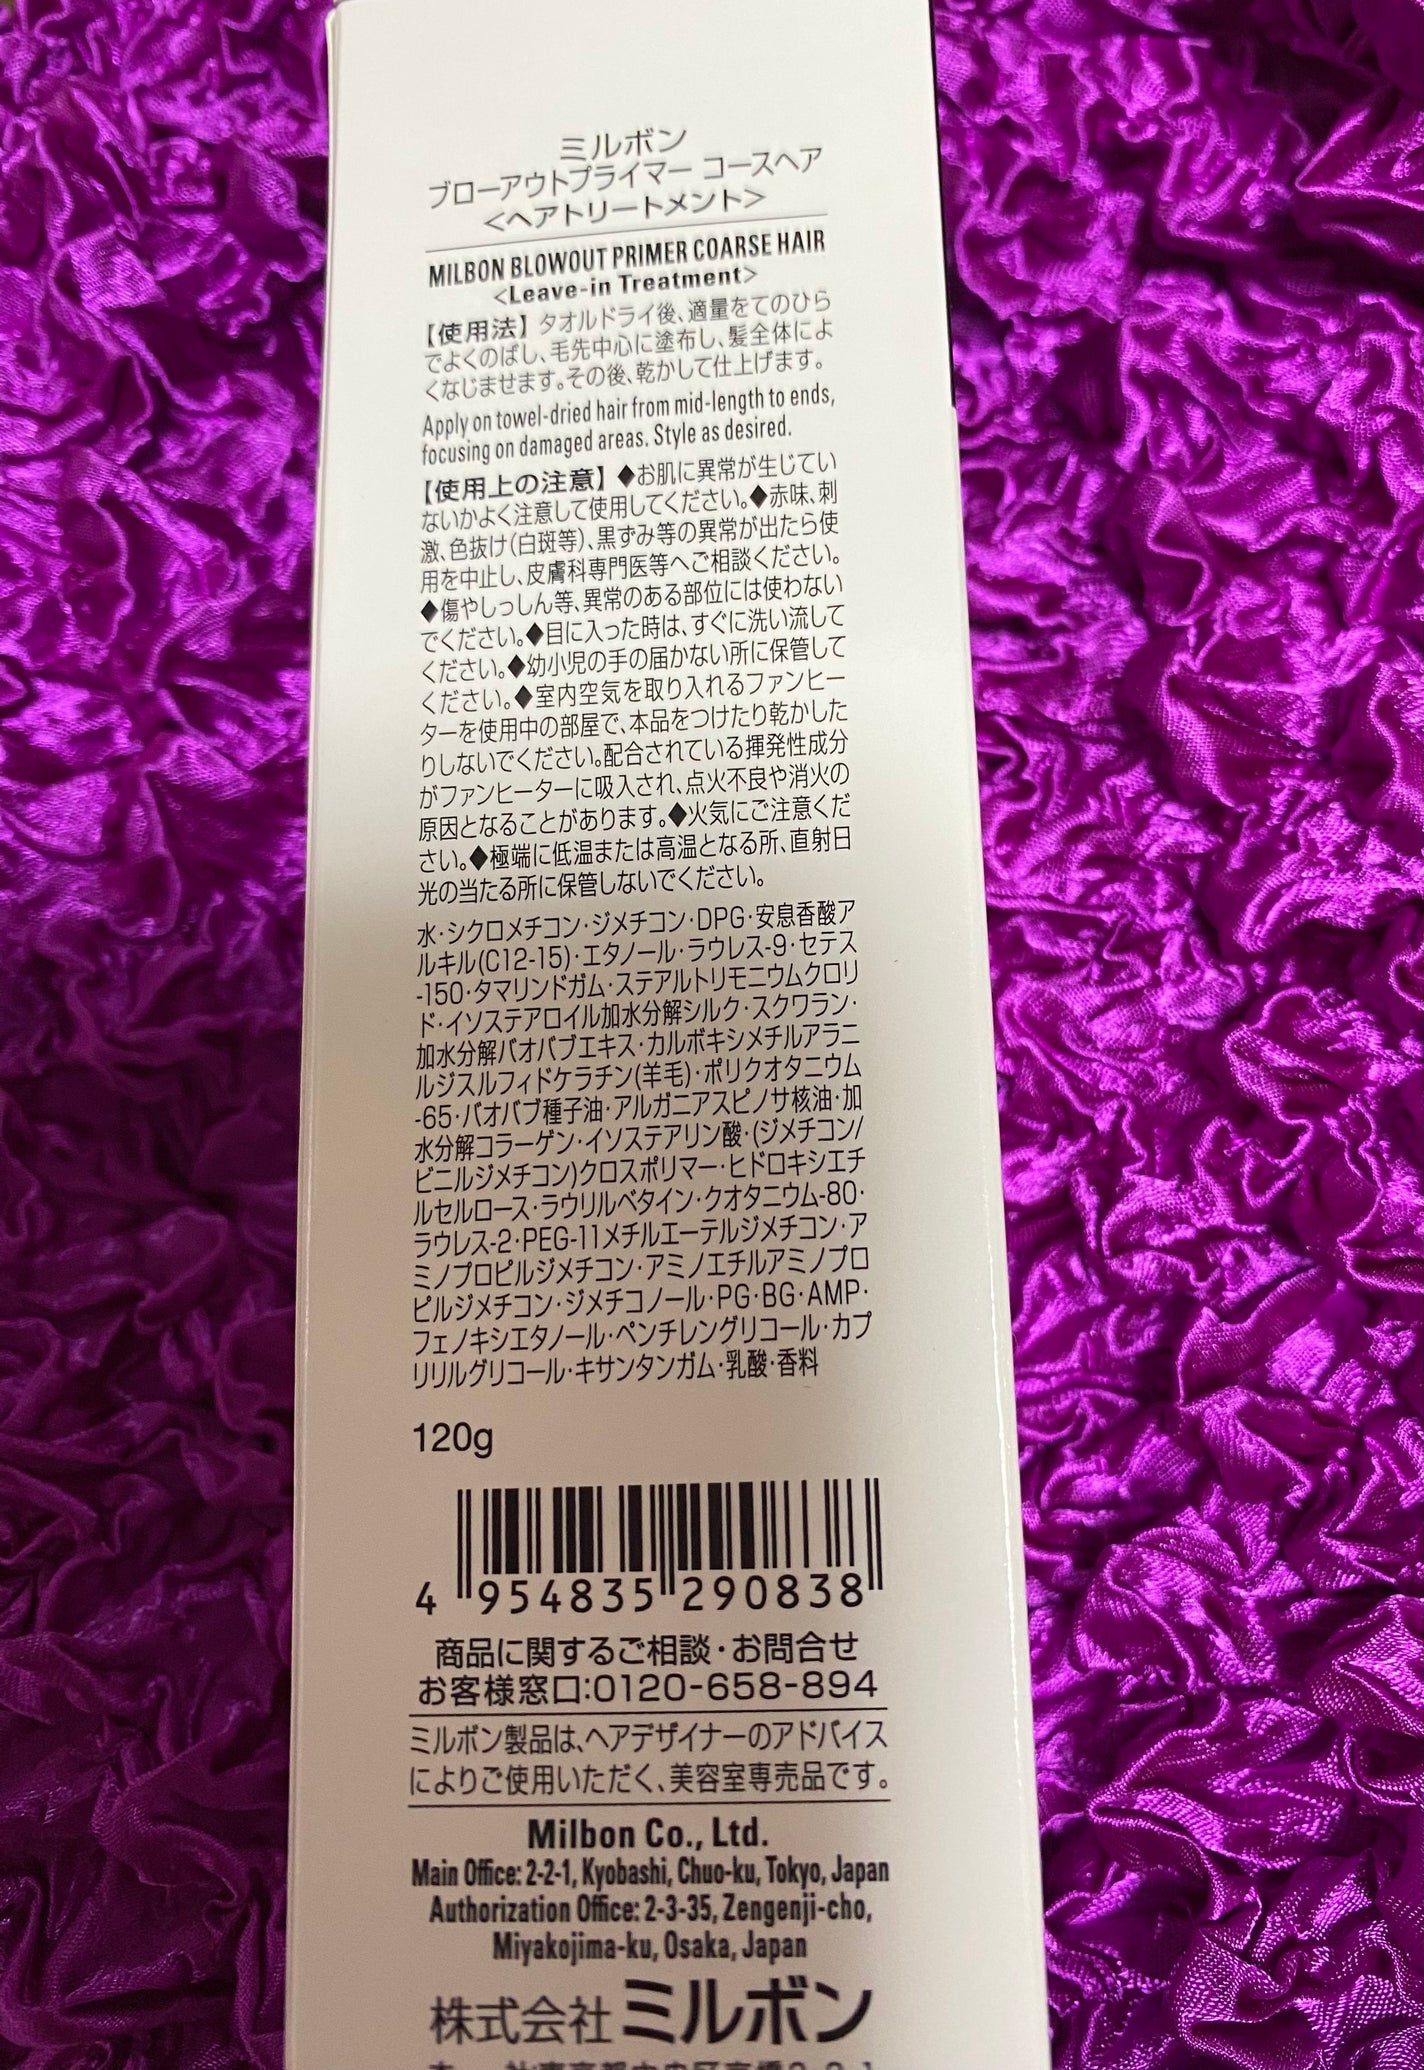 ミルボン
ブローアウトプライマー コースヘア
<ヘアトリートメント>
MILBON BLOWOUT PRIMER COARSE HAIR
<Leave-in Treatment>
【使用法】タオルドライ後、適量をてのひら
でよくのばし、毛先中心に塗布し、髪全体によ
くなじませます。その後、乾かして仕上げます。
Apply on towel-dried hair from mid-length to ends,
focusing on damaged areas. Style as desired.
【使用上の注意】◆お肌に異常が生じてい
ないかよく注意して使用してください。◆赤味、刺
激、色抜け(白斑等)、黒ずみ等の異常が出たら使
用を中止し、皮膚科専門医等へご相談ください。
◆傷やしっしん等、異常のある部位には使わない
でください。◆目に入った時は、すぐに洗い流して
ください。◆幼小児の手の届かない所に保管して
ください。◆室内空気を取り入れるファンヒー
ターを使用中の部屋で、本品をつけたり乾かした
りしないでください。配合されている揮発性成分
がファンヒーターに吸入され、点火不良や消火の
原因となることがあります。◆火気にご注意くだ
さい。◆極端に低温または高温となる所、直射日
光の当たる所に保管しないでください。
水・シクロメチコン・ジメチコン・DPG・安息香酸ア
ルキル(C12-15)・エタノール・ラウレス-9・セテス
-150・タマリンドガム・ステアルトリモニウムクロリ
ド・イソステアロイル加水分解シルク・スクワラン・
加水分解バオバブエキス・カルボキシメチルアラニ
ルジスルフィドケラチン(羊毛)・ポリクオタニウム
-65・バオバブ種子油・アルガニアスピノサ核油・加
水分解コラーゲン・イソステアリン酸・(ジメチコン/
ビニルジメチコン)クロスポリマー・ヒドロキシエチ
ルセルロース・ラウリルベタイン・クオタニウム-80・
ラウレス-2・PEG-11メチルエーテルジメチコン・ア
ミノプロピルジメチコン・アミノエチルアミノプロ
ピルジメチコン・ジメチコノール・PG・BG・AMP・
フェノキシエタノール・ペンチレングリコール・カプ
リリルグリコール・キサンタンガム・乳酸・香料
120g
4 954835 290838
商品に関するご相談・お問合せ
お客様窓口:0120-658-894
ミルボン製品は、ヘアデザイナーのアドバイス
によりご使用いただく、美容室専売品です。
Milbon Co., Ltd.
Main Office: 2-2-1, Kyobashi, Chuo-ku, Tokyo, Japan
Authorization Office: 2-3-35, Zengenji-cho,
Miyakojima-ku, Osaka, Japan
株式会社ミルボン